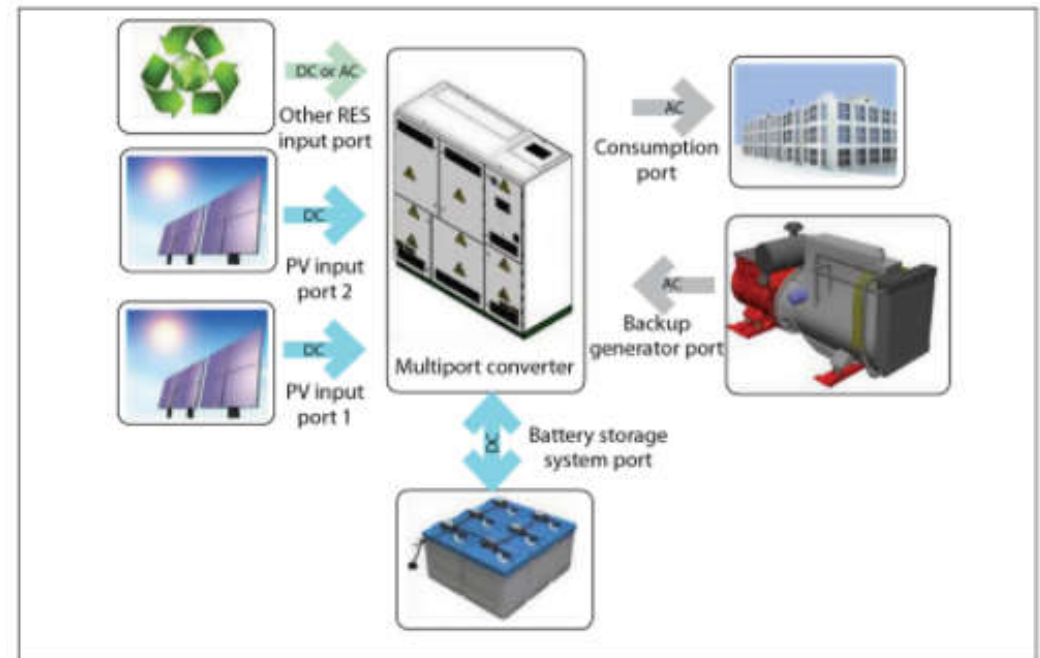 DC or AC
Other RES
input port
DC
PV input
port 2
DC
PV input
port 1
Multiport converter
AC
Consumption
port
AC
Backup
generator port
DC
Battery storage
system port